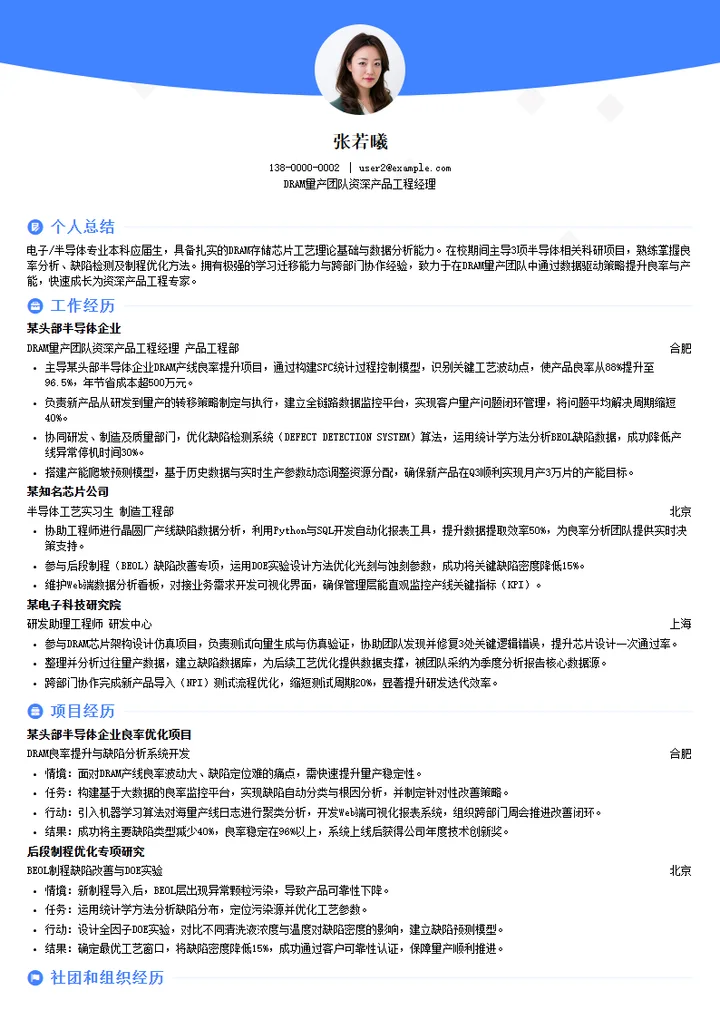 张若曦
138-0000-0002 | user2@example.com
DRAM量产团队资深产品工程经理
个人总结
电子/半导体专业本科应届生，具备扎实的DRAM存储芯片工艺理论基础与数据分析能力。在校期间主导3项半导体相关科研项目，熟练掌握良
率分析、缺陷检测及制程优化方法。拥有极强的学习迁移能力与跨部门协作经验，致力于在DRAM量产团队中通过数据驱动策略提升良率与产
能，快速成长为资深产品工程专家。
工作经历
某头部半导体企业
DRAM量产团队资深产品工程经理 产品工程部 合肥
• 主导某头部半导体企业DRAM产线良率提升项目，通过构建SPC统计过程控制模型，识别关键工艺波动点，使产品良率从88%提升至
96.5%，年节省成本超500万元。
• 负责新产品从研发到量产的转移策略制定与执行，建立全链路数据监控平台，实现客户量产问题闭环管理，将问题平均解决周期缩短
40%。
• 协同研发、制造及质量部门，优化缺陷检测系统（DEFECT DETECTION SYSTEM）算法，运用统计学方法分析BEOL缺陷数据，成功降低产
线异常停机时间30%。
• 搭建产能爬坡预测模型，基于历史数据与实时生产参数动态调整资源分配，确保新产品在Q3顺利实现月产3万片的产能目标。
某知名芯片公司
半导体工艺实习生 制造工程部 北京
• 协助工程师进行晶圆厂产线缺陷数据分析，利用Python与SQL开发自动化报表工具，提升数据提取效率50%，为良率分析团队提供实时决
策支持。
• 参与后段制程（BEOL）缺陷改善专项，运用DOE实验设计方法优化光刻与蚀刻参数，成功将关键缺陷密度降低15%。
• 维护Web端数据分析看板，对接业务需求开发可视化界面，确保管理层能直观监控产线关键指标（KPI）。
某电子科技研究院
研发助理工程师 研发中心 上海
• 参与DRAM芯片架构设计仿真项目，负责测试向量生成与仿真验证，协助团队发现并修复3处关键逻辑错误，提升芯片设计一次通过率。
• 整理并分析过往量产数据，建立缺陷数据库，为后续工艺优化提供数据支撑，被团队采纳为季度分析报告核心数据源。
• 跨部门协作完成新产品导入（NPI）测试流程优化，缩短测试周期20%，显著提升研发迭代效率。
项目经历
某头部半导体企业良率优化项目
DRAM良率提升与缺陷分析系统开发 合肥
• 情境：面对DRAM产线良率波动大、缺陷定位难的痛点，需快速提升量产稳定性。
• 任务：构建基于大数据的良率监控平台，实现缺陷自动分类与根因分析，并制定针对性改善策略。
• 行动：引入机器学习算法对海量产线日志进行聚类分析，开发Web端可视化报表系统，组织跨部门周会推进改善闭环。
• 结果：成功将主要缺陷类型减少40%，良率稳定在96%以上，系统上线后获得公司年度技术创新奖。
后段制程优化专项研究
BEOL制程缺陷改善与DOE实验 北京
• 情境：新制程导入后，BEOL层出现异常颗粒污染，导致产品可靠性下降。
• 任务：运用统计学方法分析缺陷分布，定位污染源并优化工艺参数。
• 行动：设计全因子DOE实验，对比不同清洗液浓度与温度对缺陷密度的影响，建立缺陷预测模型。
• 结果：确定最优工艺窗口，将缺陷密度降低15%，成功通过客户可靠性认证，保障量产顺利推进。
社团和组织经历